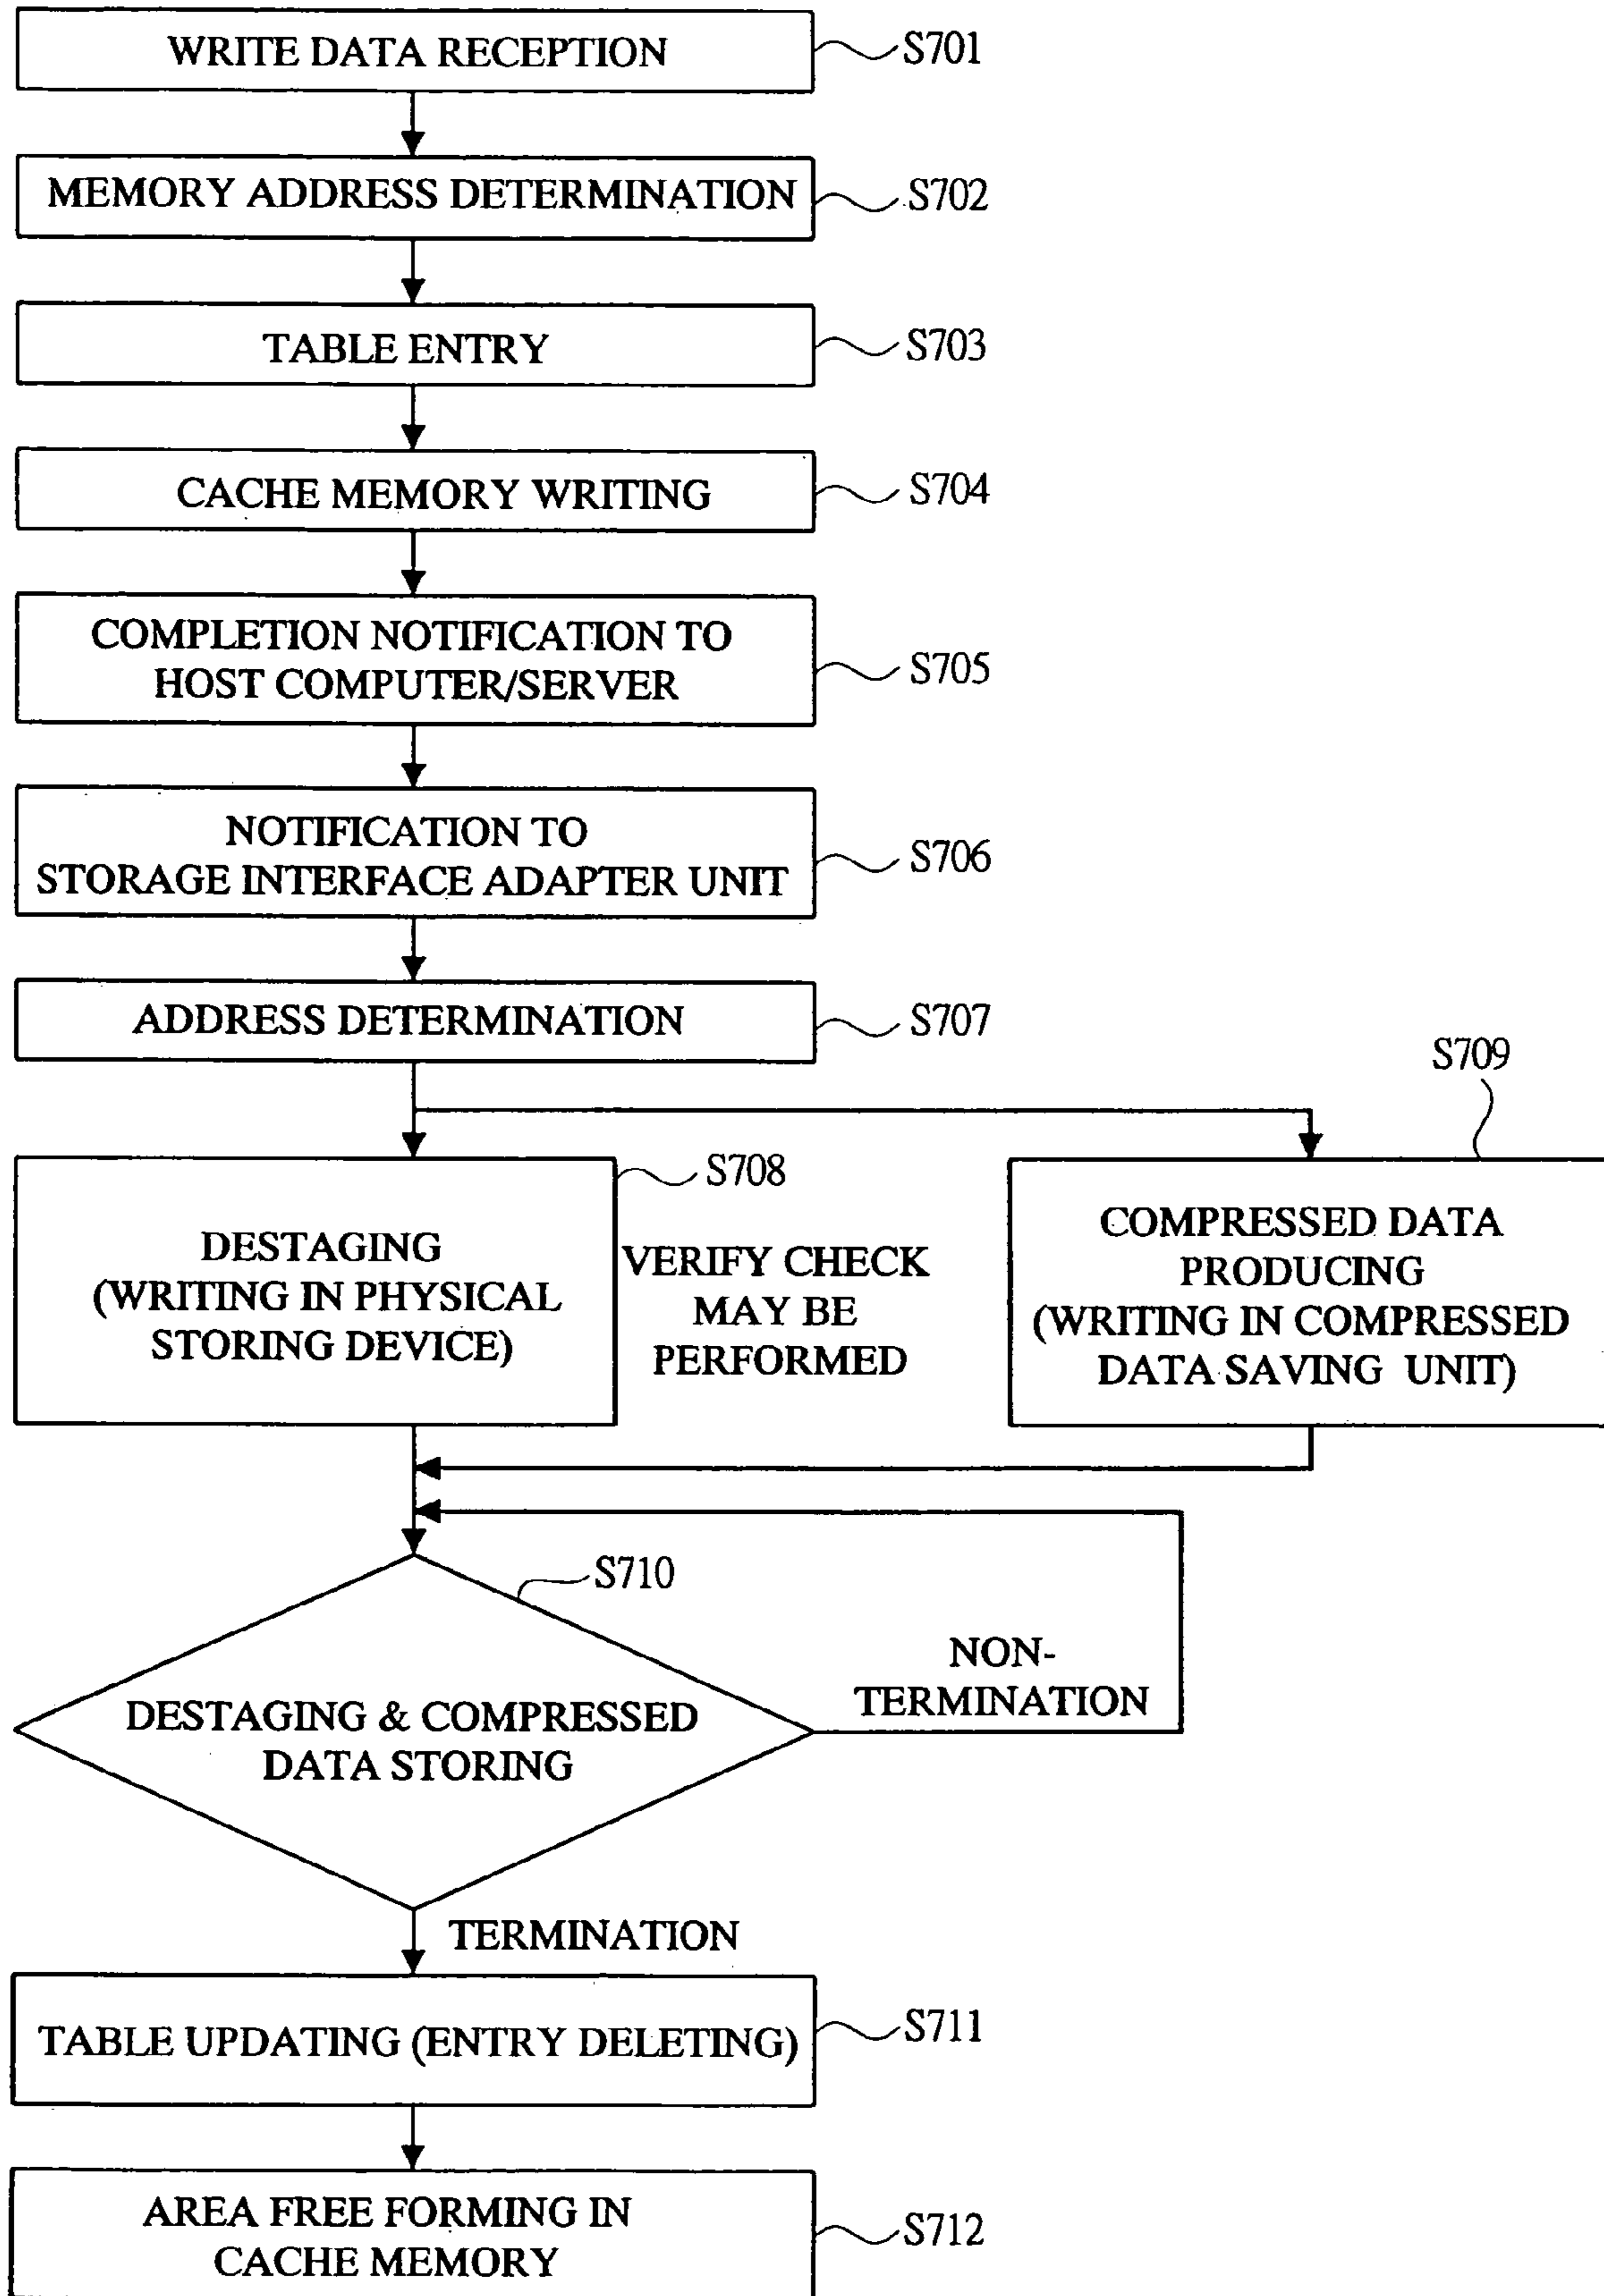 WRITE DATA RECEPTION
S701
MEMORY ADDRESS DETERMINATION
S702
TABLE ENTRY
S703
CACHE MEMORY WRITING
S704
COMPLETION NOTIFICATION TO
HOST COMPUTER/SERVER
S705
NOTIFICATION TO
STORAGE INTERFACE ADAPTER UNIT
S706
ADDRESS DETERMINATION
S707
S708
DESTAGING
(WRITING IN PHYSICAL
STORING DEVICE)
VERIFY CHECK
MAY BE
PERFORMED
S709
COMPRESSED DATA
PRODUCING
(WRITING IN COMPRESSED
DATA SAVING UNIT)
S710
DESTAGING & COMPRESSED
DATA STORING
NON-
TERMINATION
TERMINATION
TABLE UPDATING (ENTRY DELETING)
S711
AREA FREE FORMING IN
CACHE MEMORY
S712